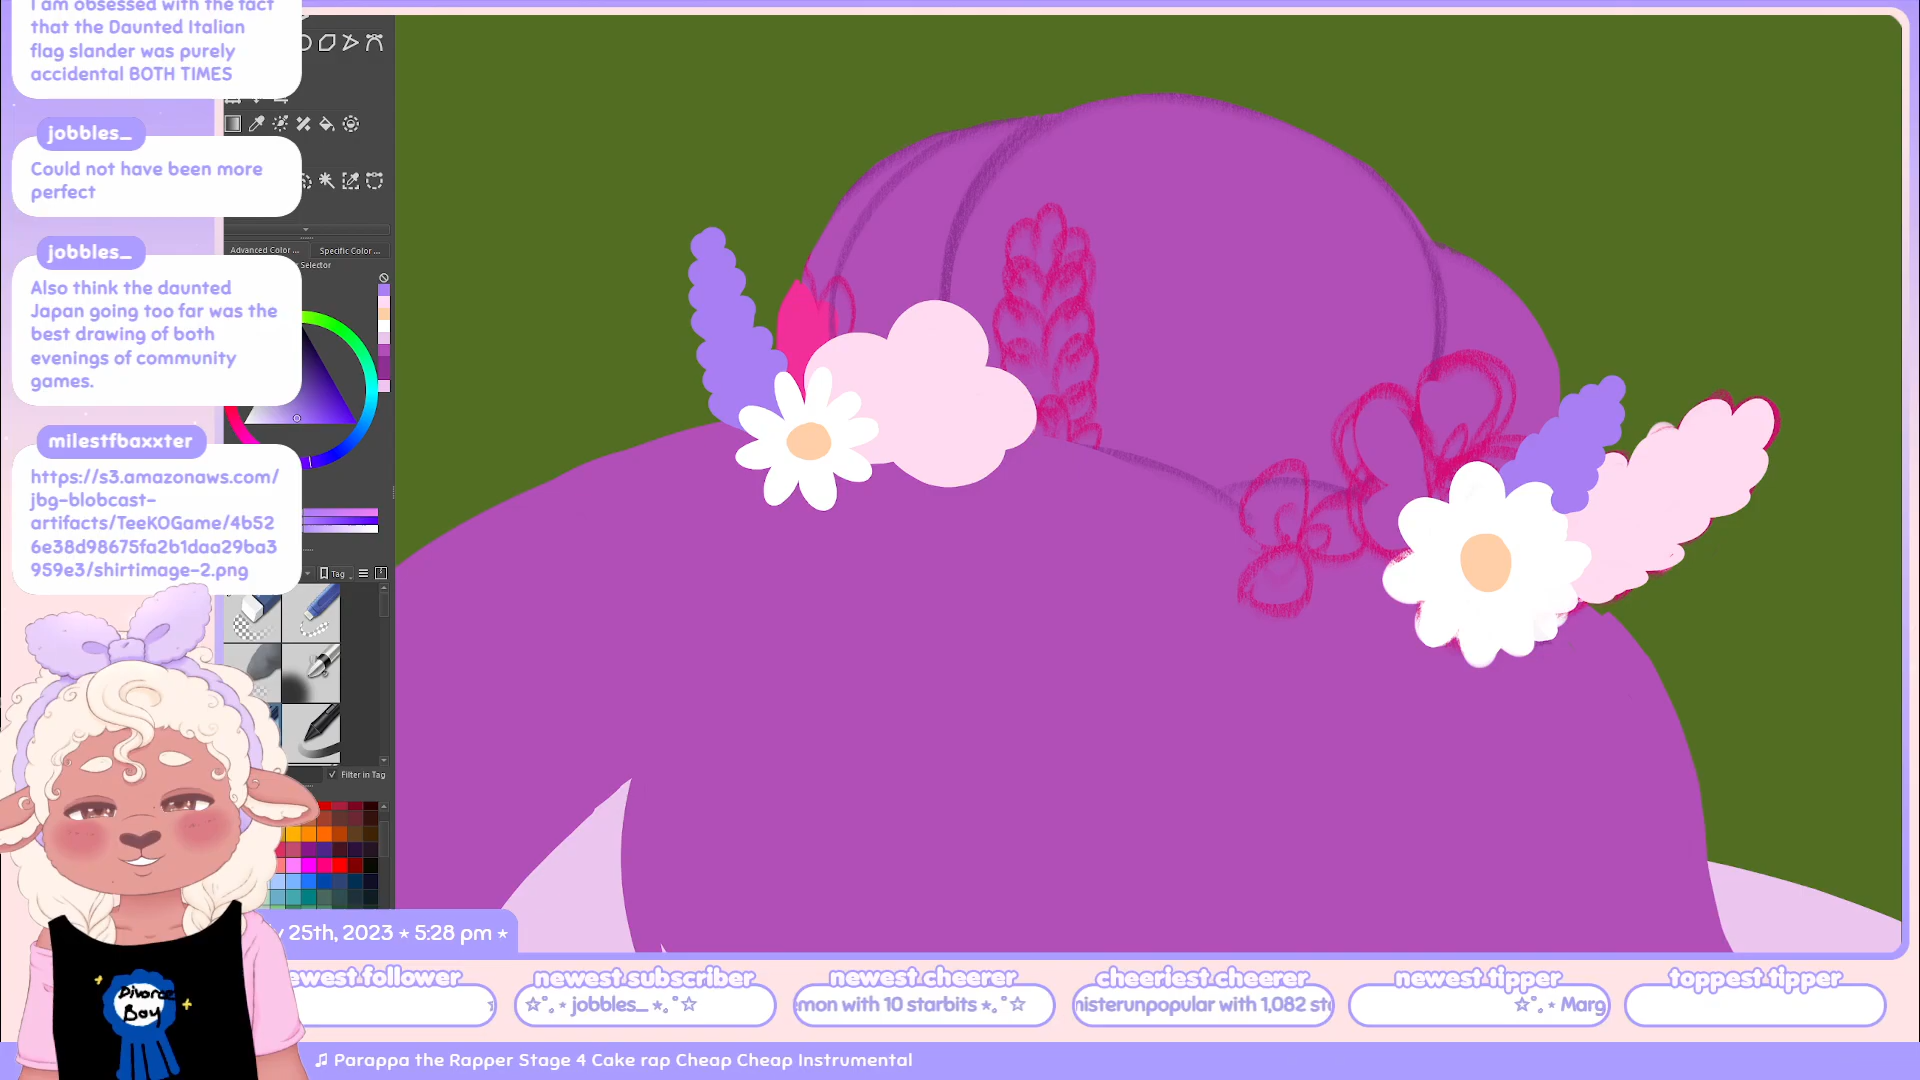 I am obsessed with the fact
that the Daunted Italian
flag slander was purely
accidental BOTH TIMES
jobbles_
Could not have been more
perfect
jobbles_
Also think the daunted
Japan going too far was the
best drawing of both
evenings of community
games.
milestfbaxxter
https://s3.amazonaws.com/
jbg-blobcast-
artifacts/TeeKOGame/4b52
6e38d98675fa2b1daa29ba3
959e3/shirtimage-2.png
Advanced Color ...
Specific Color ...
Selector
Tag
Filter in Tag
25th, 2023 ⋆ 5:28 pm ⋆
Divorce
Boy
ewest follower
newest subscriber
☆˚｡⋆ jobbles_ ⋆｡˚☆
newest cheerer
mon with 10 starbits ⋆｡˚☆
cheeriest cheerer
nisterunpopular with 1,082 st
newest tipper
☆˚｡⋆ Marg
toppest tipper
♫ Parappa the Rapper Stage 4 Cake rap Cheap Cheap Instrumental